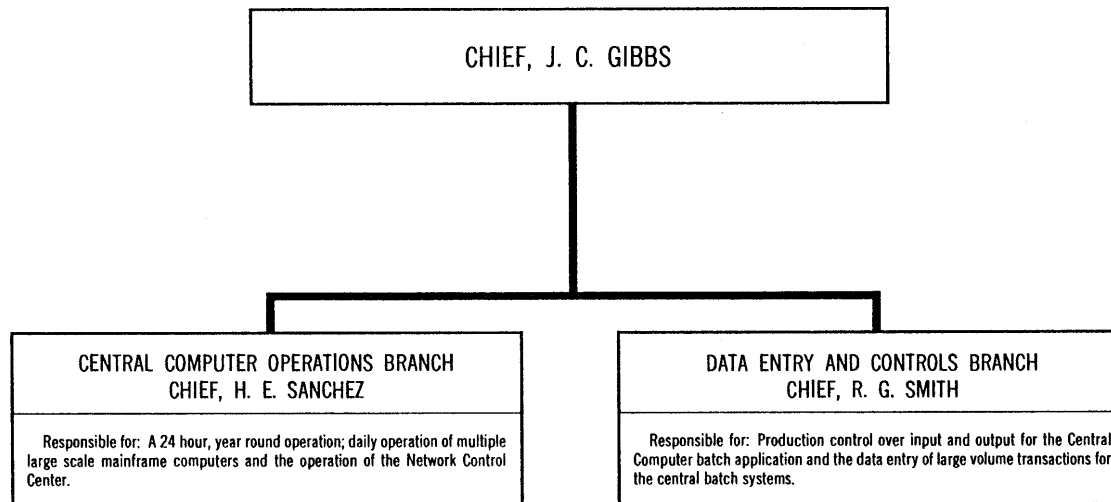 CHIEF, J. C. GIBBS
CENTRAL COMPUTER OPERATIONS BRANCH
CHIEF, H. E. SANCHEZ
Responsible for: A 24 hour, year round operation; daily operation of multiple
large scale mainframe computers and the operation of the Network Control
Center.
DATA ENTRY AND CONTROLS BRANCH
CHIEF, R. G. SMITH
Responsible for: Production control over input and output for the Central
Computer batch application and the data entry of large volume transactions for
the central batch systems.